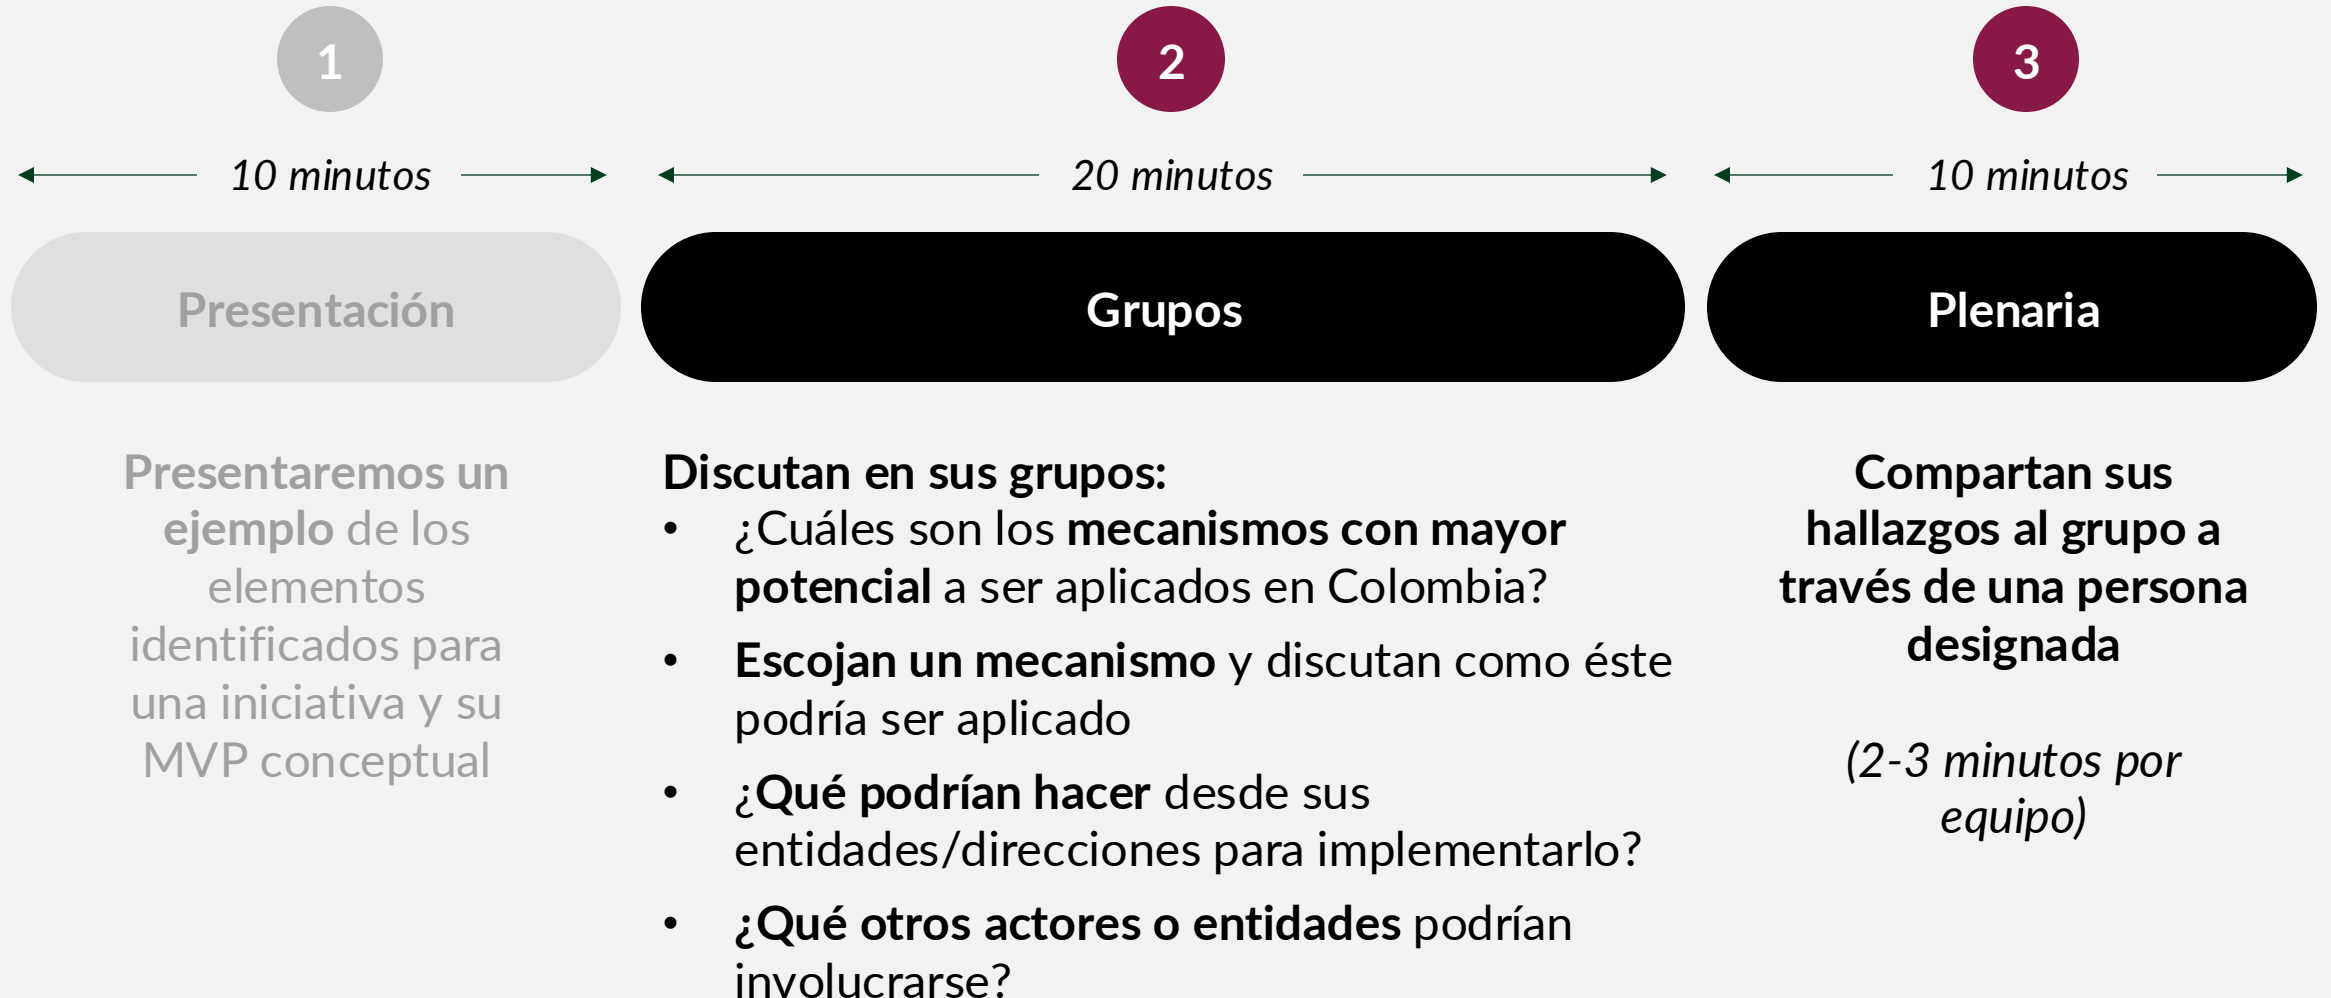 1
10 minutos
Presentación
Presentaremos un
ejemplo de los
elementos
identificados para
una iniciativa y su
MVP conceptual
2
20 minutos
Grupos
Discutan en sus grupos:
• ¿Cuáles son los mecanismos con mayor
potencial a ser aplicados en Colombia?
• Escojan un mecanismo y discutan como éste
podría ser aplicado
• ¿Qué podrían hacer desde sus
entidades/direcciones para implementarlo?
• ¿Qué otros actores o entidades podrían
involucrarse?
3
10 minutos
Plenaria
Compartan sus
hallazgos al grupo a
través de una persona
designada
(2-3 minutos por
equipo)